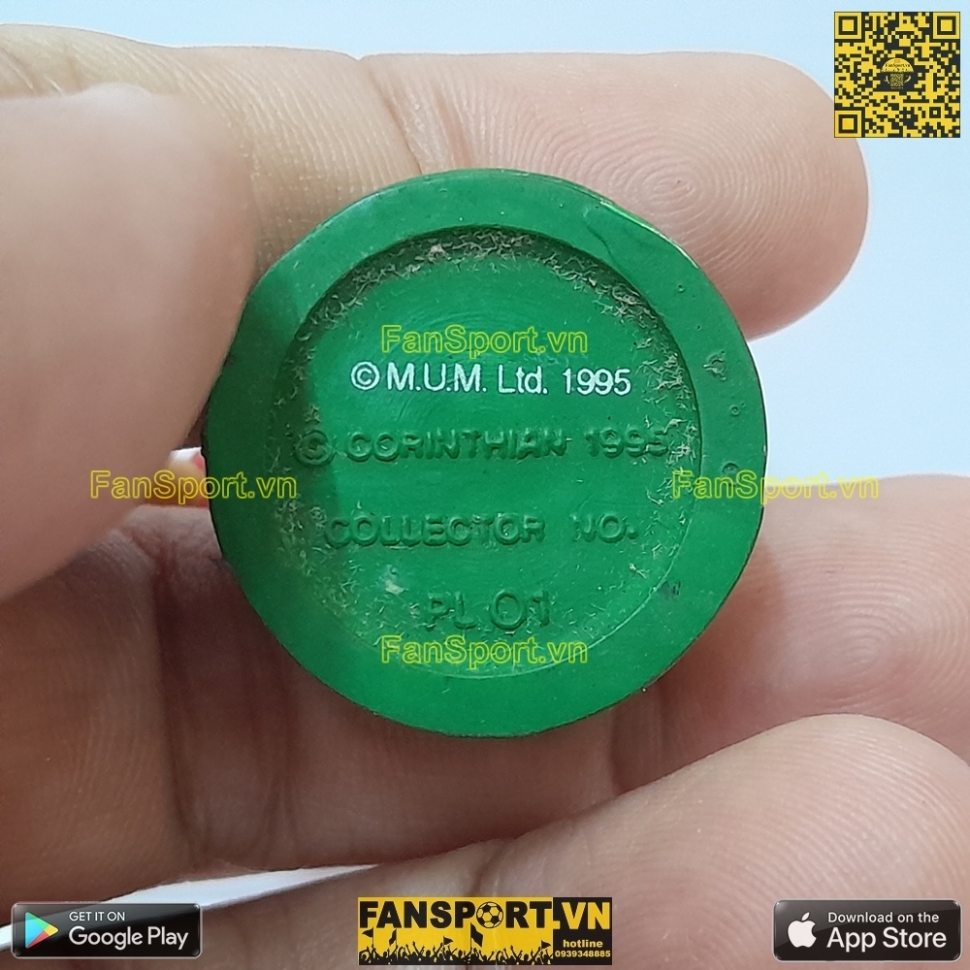 FanSport.vn
© M.U.M. Ltd. 1995
© CORINTHIAN 1995
FanSport.vn
FanSport.vn
COLLECTOR NO.
PL 01
FanSport.vn
GET IT ON
Google Play
FANSPORT.VN
hotline
0939348885
Download on the
App Store